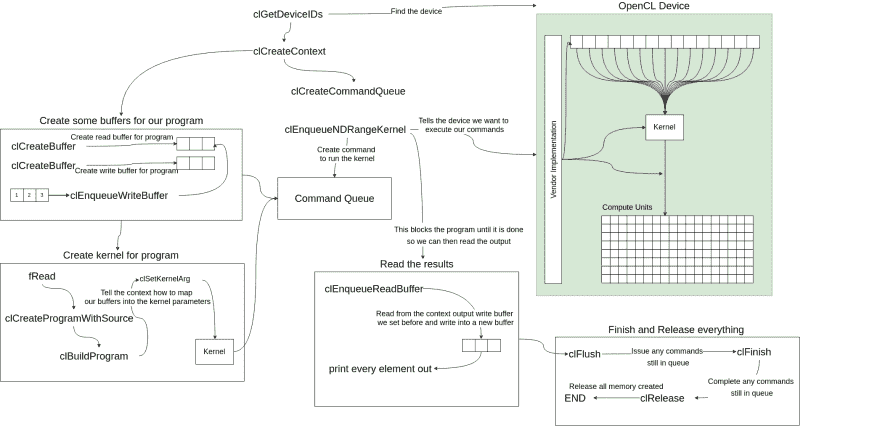 OpenCL Device
clGetDeviceIDs
Find the device
clCreateContext
clCreateCommandQueue
Create some buffers for our program
Create read buffer for program
clCreateBuffer
clCreateBuffer
Create write buffer for program
1 2 3
clEnqueueWriteBuffer
clEnqueueNDRangeKernel
Tells the device we want to
execute our commands
Create command
to run the kernel
Command Queue
Vendor Implementation
Kernel
Compute Units
This blocks the program until it is done
so we can then read the output
Create kernel for program
fRead
clSetKernelArg
Tell the context how to map
our buffers into the kernel parameters
clCreateProgramWithSource
clBuildProgram
Kernel
Read the results
clEnqueueReadBuffer
Read from the context output write buffer
we set before and write into a new buffer
print every element out
Finish and Release everything
clFlush
Issue any commands
still in queue
clFinish
Complete any commands
still in queue
Release all memory created
END
clRelease